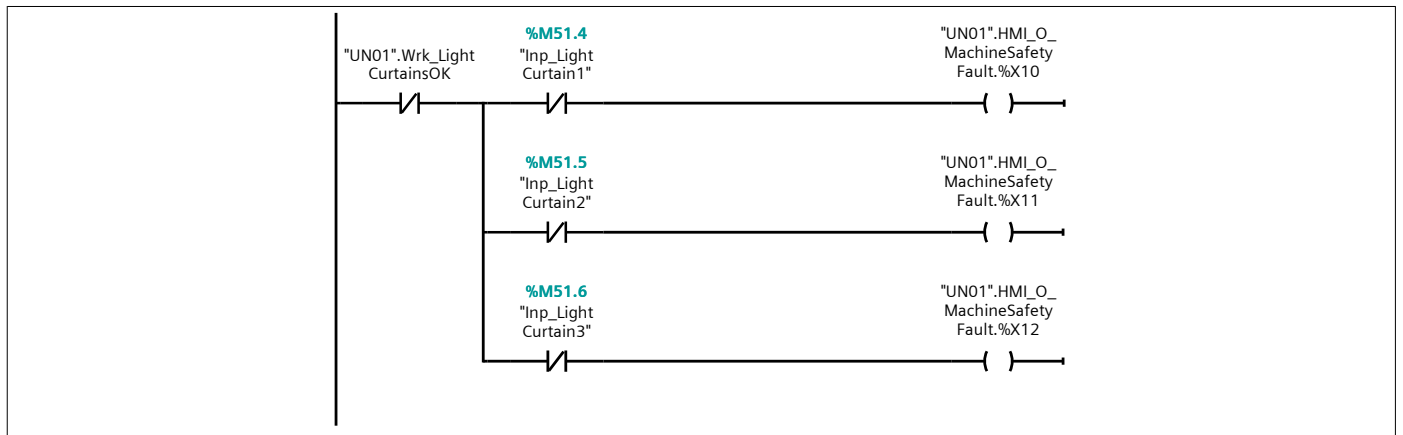 "UN01".Wrk_Light
CurtainsOK
%M51.4
"Inp_Light
Curtain1"
"UN01".HMI_O_
MachineSafety
Fault.%X10
%M51.5
"Inp_Light
Curtain2"
"UN01".HMI_O_
MachineSafety
Fault.%X11
%M51.6
"Inp_Light
Curtain3"
"UN01".HMI_O_
MachineSafety
Fault.%X12